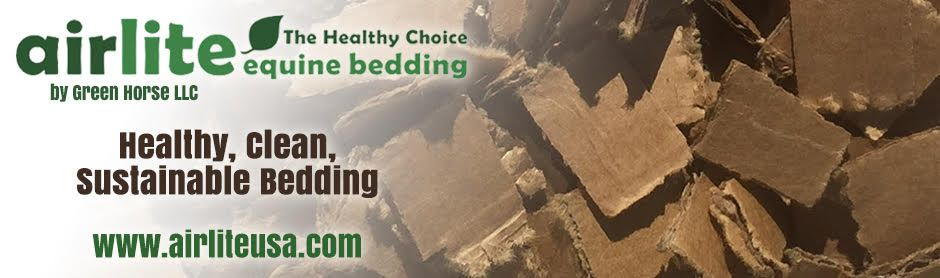 airlite The Healthy Choice
equine bedding
by Green Horse LLC
Healthy, Clean,
Sustainable Bedding
www.airliteusa.com